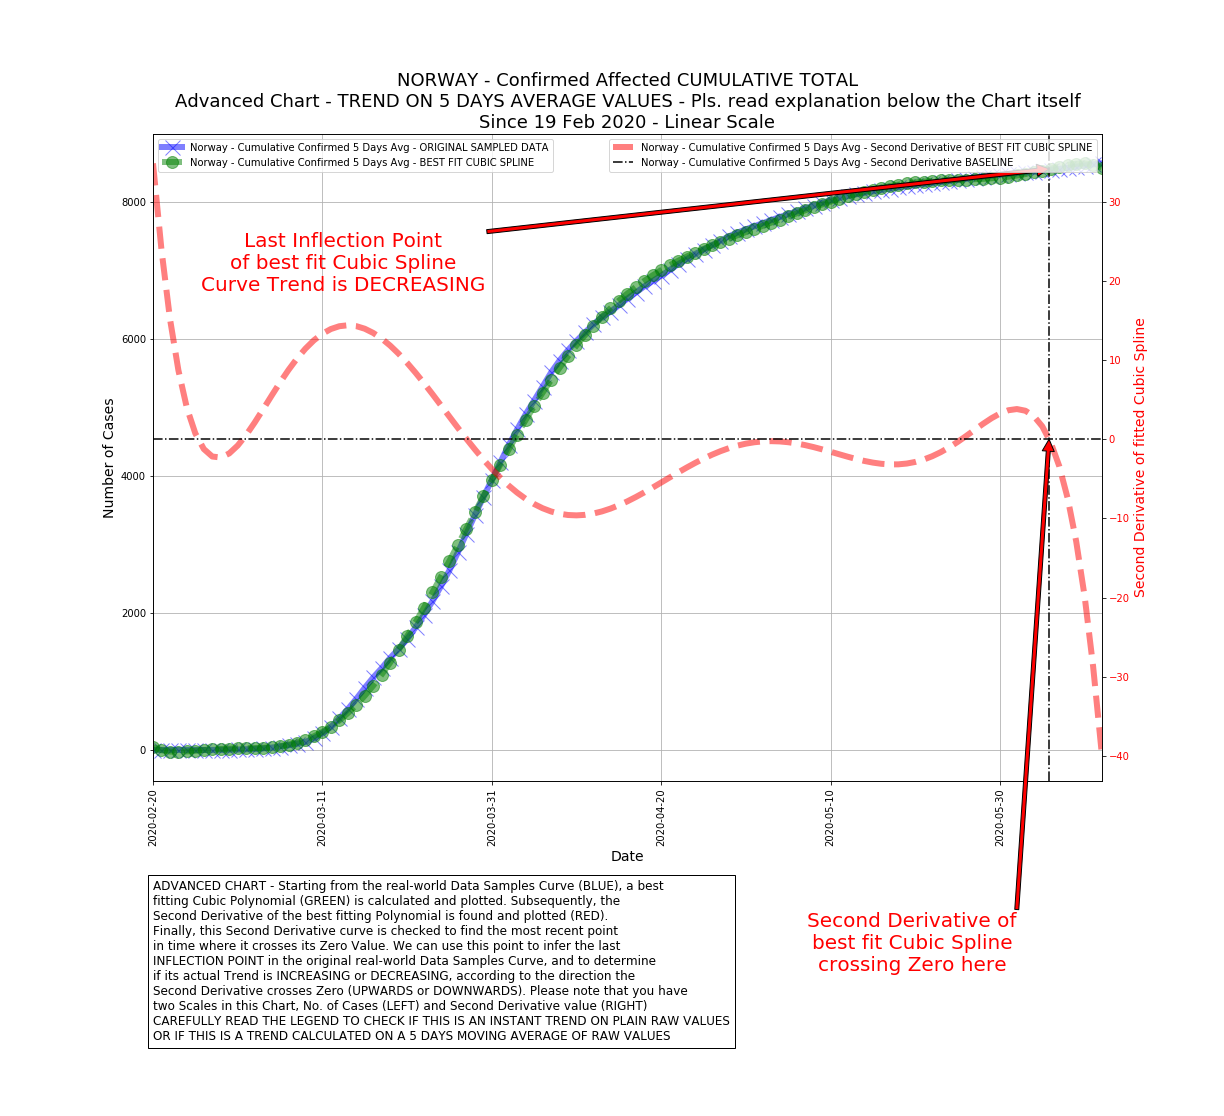 NORWAY - Confirmed Affected CUMULATIVE TOTAL
Advanced Chart - TREND ON 5 DAYS AVERAGE VALUES - Pls. read explanation below the Chart itself
Since 19 Feb 2020 - Linear Scale
Norway - Cumulative Confirmed 5 Days Avg - ORIGINAL SAMPLED DATA
Norway - Cumulative Confirmed 5 Days Avg - BEST FIT CUBIC SPLINE
Norway - Cumulative Confirmed 5 Days Avg - Second Derivative of BEST FIT CUBIC SPLINE
Norway - Cumulative Confirmed 5 Days Avg - Second Derivative BASELINE
Last Inflection Point
of best fit Cubic Spline
Curve Trend is DECREASING
Number of Cases
8000
6000
4000
2000
0
30
20
10
0
−10
−20
−30
−40
Second Derivative of fitted Cubic Spline
2020-02-20
2020-03-11
2020-03-31
2020-04-20
2020-05-10
2020-05-30
Date
ADVANCED CHART - Starting from the real-world Data Samples Curve (BLUE), a best
fitting Cubic Polynomial (GREEN) is calculated and plotted. Subsequently, the
Second Derivative of the best fitting Polynomial is found and plotted (RED).
Finally, this Second Derivative curve is checked to find the most recent point
in time where it crosses its Zero Value. We can use this point to infer the last
INFLECTION POINT in the original real-world Data Samples Curve, and to determine
if its actual Trend is INCREASING or DECREASING, according to the direction the
Second Derivative crosses Zero (UPWARDS or DOWNWARDS). Please note that you have
two Scales in this Chart, No. of Cases (LEFT) and Second Derivative value (RIGHT)
CAREFULLY READ THE LEGEND TO CHECK IF THIS IS AN INSTANT TREND ON PLAIN RAW VALUES
OR IF THIS IS A TREND CALCULATED ON A 5 DAYS MOVING AVERAGE OF RAW VALUES
Second Derivative of
best fit Cubic Spline
crossing Zero here